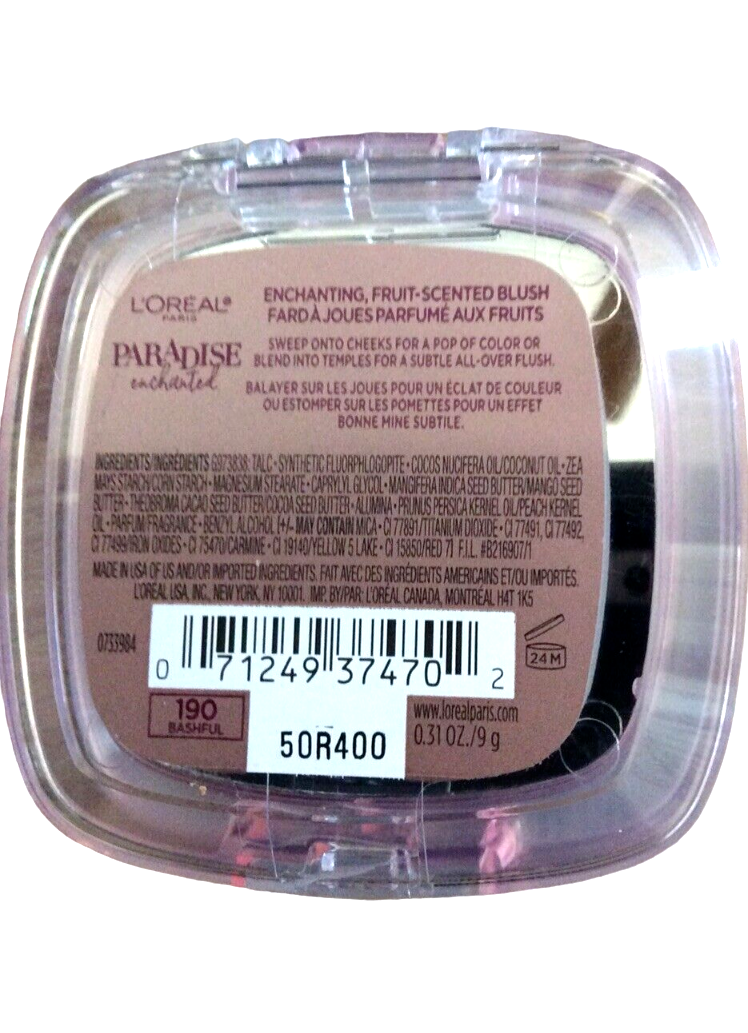 L'ORÉAL®
PARIS
PARADISE
enchanted
ENCHANTING, FRUIT-SCENTED BLUSH
FARD À JOUES PARFUMÉ AUX FRUITS
SWEEP ONTO CHEEKS FOR A POP OF COLOR OR
BLEND INTO TEMPLES FOR A SUBTLE ALL-OVER FLUSH.
BALAYER SUR LES JOUES POUR UN ÉCLAT DE COULEUR
OU ESTOMPER SUR LES POMETTES POUR UN EFFET
BONNE MINE SUBTILE.
INGREDIENTS/INGRÉDIENTS G973838: TALC • SYNTHETIC FLUORPHLOGOPITE • COCOS NUCIFERA OIL/COCONUT OIL • ZEA
MAYS STARCH/CORN STARCH • MAGNESIUM STEARATE • CAPRYLYL GLYCOL • MANGIFERA INDICA SEED BUTTER/MANGO SEED
BUTTER • THEOBROMA CACAO SEED BUTTER/COCOA SEED BUTTER • ALUMINA • PRUNUS PERSICA KERNEL OIL/PEACH KERNEL
OIL • PARFUM/FRAGRANCE • BENZYL ALCOHOL [+/- MAY CONTAIN MICA • CI 77891/TITANIUM DIOXIDE • CI 77491, CI 77492,
CI 77499/IRON OXIDES • CI 75470/CARMINE • CI 19140/YELLOW 5 LAKE • CI 15850/RED 7] F.I.L. #B216907/1
MADE IN USA OF US AND/OR IMPORTED INGREDIENTS. FAIT AVEC DES INGRÉDIENTS AMERICAINS ET/OU IMPORTÉS.
L'ORÉAL USA, INC., NEW YORK, NY 10001. IMP. BY/PAR: L'ORÉAL CANADA, MONTREAL H4T 1K5
0733984
0 71249 37470 2
24M
190
BASHFUL
50R400
www.lorealparis.com
0.31 OZ./9 g